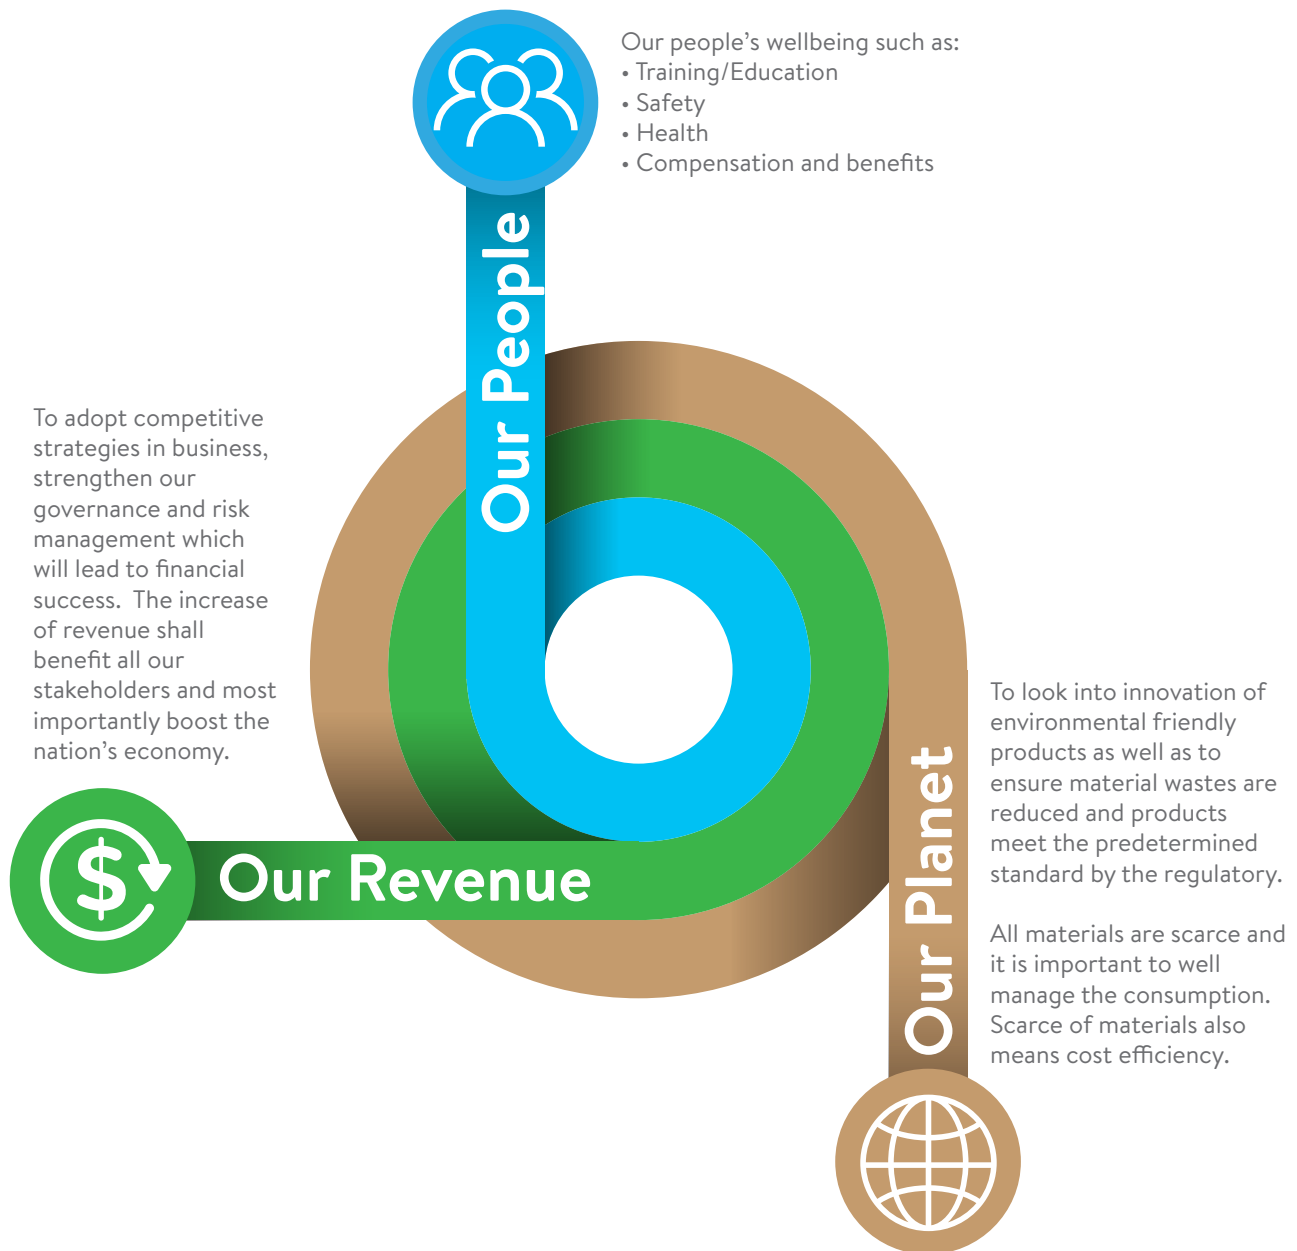 Our people's wellbeing such as:
• Training/Education
• Safety
• Health
• Compensation and benefits
Our People
To adopt competitive
strategies in business,
strengthen our
governance and risk
management which
will lead to financial
success.  The increase
of revenue shall
benefit all our
stakeholders and most
importantly boost the
nation's economy.
$
Our Revenue
Our Planet
To look into innovation of
environmental friendly
products as well as to
ensure material wastes are
reduced and products
meet the predetermined
standard by the regulatory.
All materials are scarce and
it is important to well
manage the consumption.
Scarce of materials also
means cost efficiency.